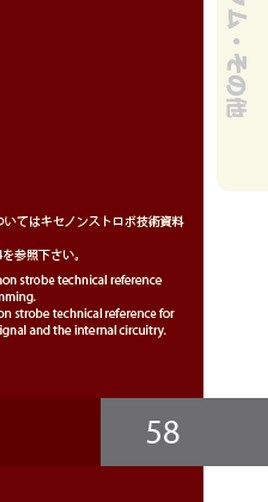 ム・その他
ついてはキセノンストロボ技術資料
を参照下さい。
non strobe technical reference
mming.
on strobe technical reference for
ignal and the internal circuitry.
58